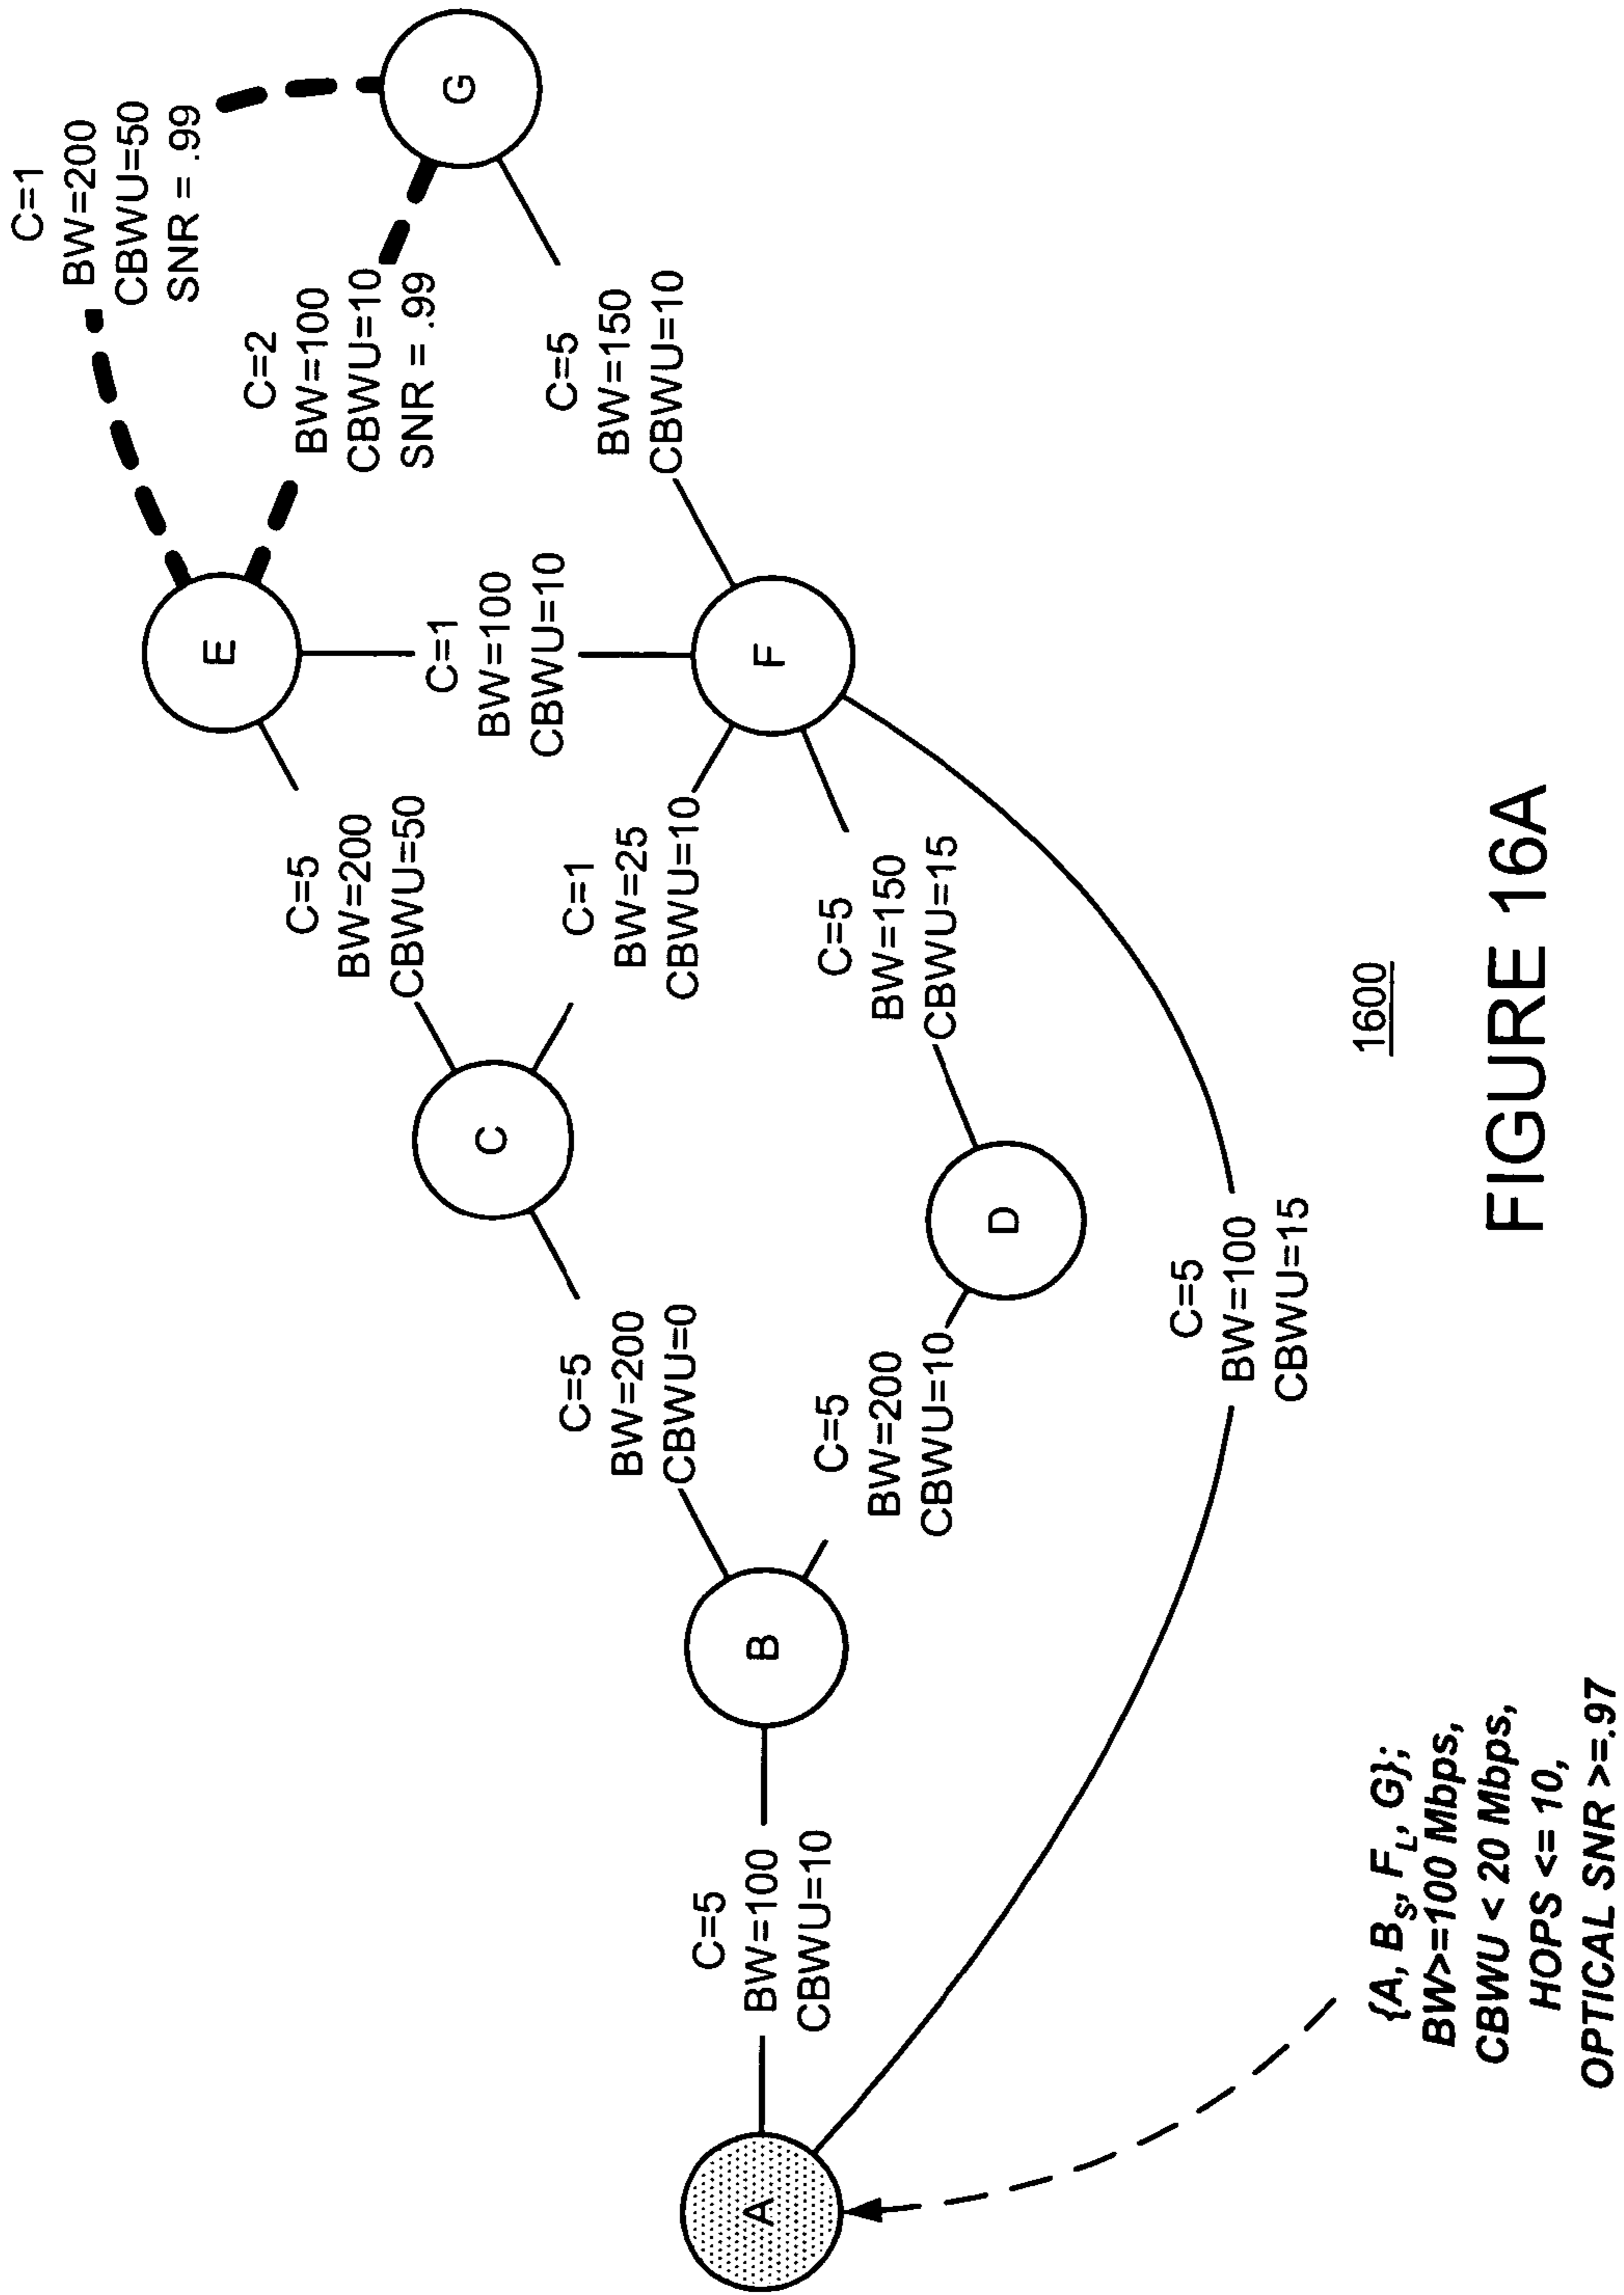 C=1
BW=200
CBWU=50
SNR = .99
C=2
BW=100
CBWU=10
SNR = .99
G
E
C=5
BW=200
CBWU=50
C=1
BW=100
CBWU=10
C=5
BW=150
CBWU=10
C
C=1
BW=25
CBWU=10
F
C=5
BW=200
CBWU=0
C=5
BW=150
CBWU=15
B
C=5
BW=200
CBWU=10
D
A
C=5
BW=100
CBWU=10
C=5
BW=100
CBWU=15
{A, BS, FL, G};
BW>=100 Mbps,
CBWU < 20 Mbps,
HOPS <= 10,
OPTICAL SNR >=.97
1600
FIGURE 16A